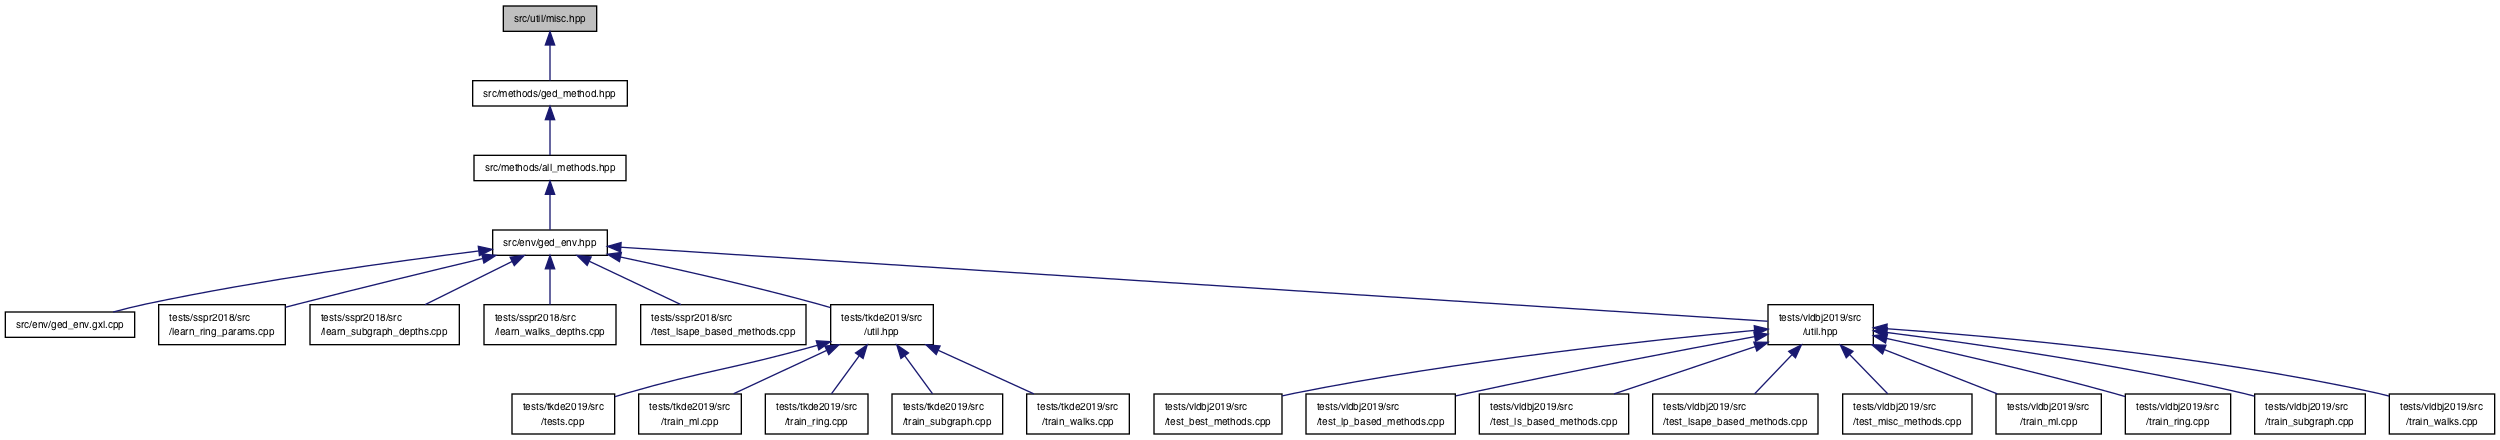 src/util/misc.hpp
src/methods/ged_method.hpp
src/methods/all_methods.hpp
src/env/ged_env.hpp
src/env/ged_env.gxl.cpp
tests/sspr2018/src
/learn_ring_params.cpp
tests/sspr2018/src
/learn_subgraph_depths.cpp
tests/sspr2018/src
/learn_walks_depths.cpp
tests/sspr2018/src
/test_lsape_based_methods.cpp
tests/tkde2019/src
/util.hpp
tests/vldbj2019/src
/util.hpp
tests/tkde2019/src
/tests.cpp
tests/tkde2019/src
/train_ml.cpp
tests/tkde2019/src
/train_ring.cpp
tests/tkde2019/src
/train_subgraph.cpp
tests/tkde2019/src
/train_walks.cpp
tests/vldbj2019/src
/test_best_methods.cpp
tests/vldbj2019/src
/test_lp_based_methods.cpp
tests/vldbj2019/src
/test_ls_based_methods.cpp
tests/vldbj2019/src
/test_lsape_based_methods.cpp
tests/vldbj2019/src
/test_misc_methods.cpp
tests/vldbj2019/src
/train_ml.cpp
tests/vldbj2019/src
/train_ring.cpp
tests/vldbj2019/src
/train_subgraph.cpp
tests/vldbj2019/src
/train_walks.cpp